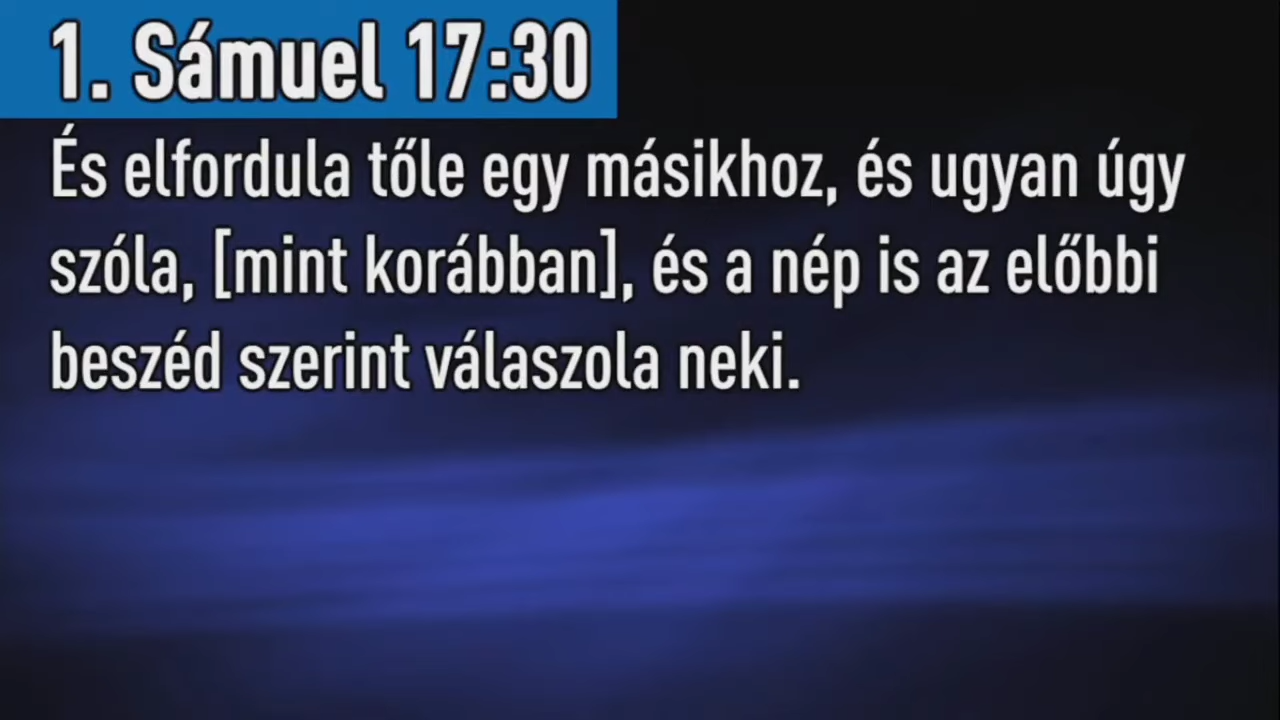 1. Sámuel 17:30
És elfordula tőle egy másikhoz, és ugyan úgy
szóla, [mint korábban], és a nép is az előbbi
beszéd szerint válaszola neki.